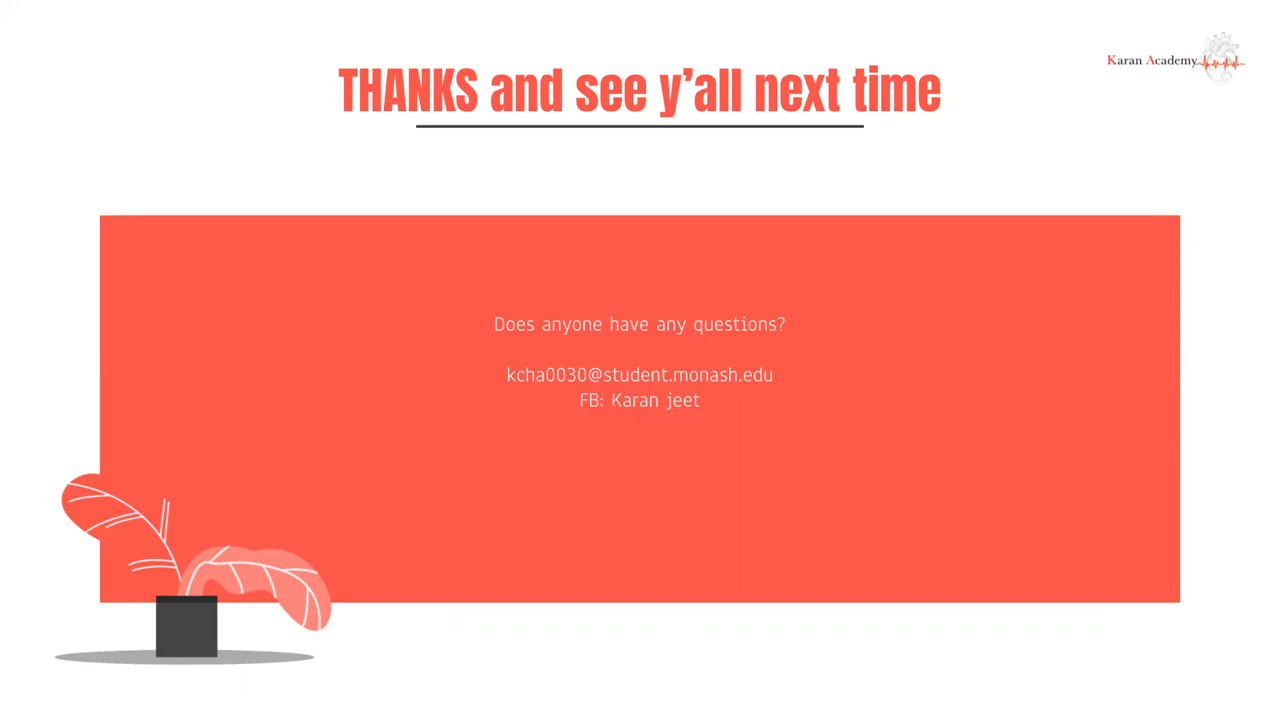 THANKS and see y’all next time
Karan Academy
Does anyone have any questions?
kcha0030@student.monash.edu
FB: Karan jeet